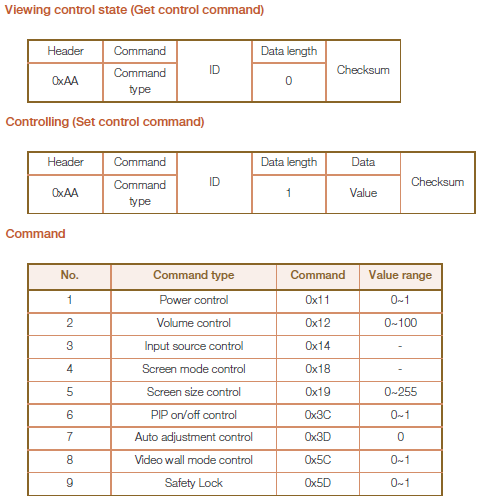 Viewing control state (Get control command)
Header Command ID Data length Checksum
0xAA Command type 0
Controlling (Set control command)
Header Command ID Data length Data Checksum
0xAA Command type 1 Value
Command
No. Command type Command Value range
1 Power control 0x11 0~1
2 Volume control 0x12 0~100
3 Input source control 0x14 -
4 Screen mode control 0x18 -
5 Screen size control 0x19 0~255
6 PIP on/off control 0x3C 0~1
7 Auto adjustment control 0x3D 0
8 Video wall mode control 0x5C 0~1
9 Safety Lock 0x5D 0~1